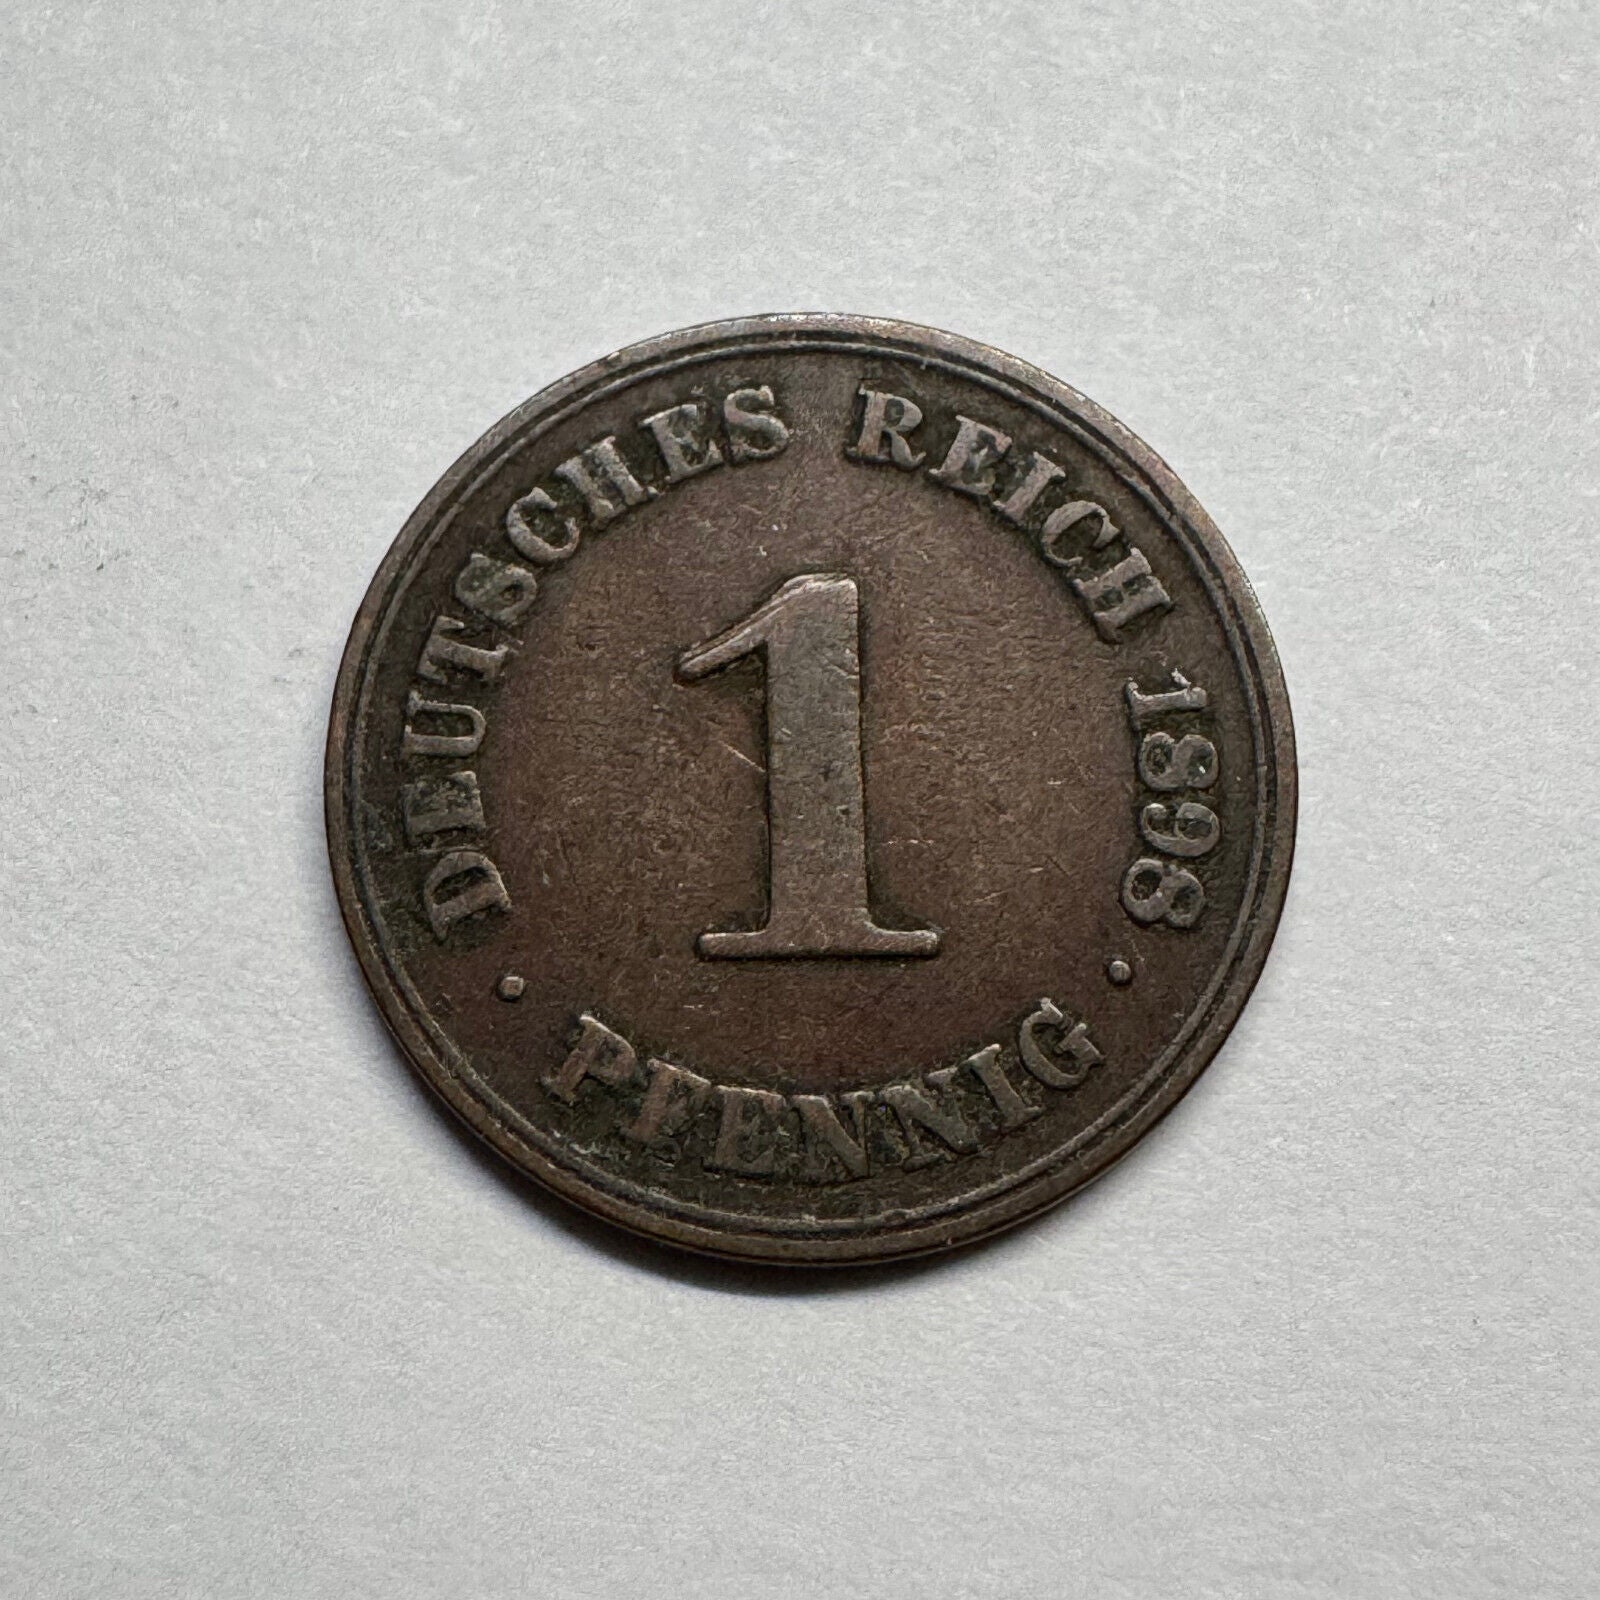 DEUTSCHES REICH 1898
1
· PFENNIG ·